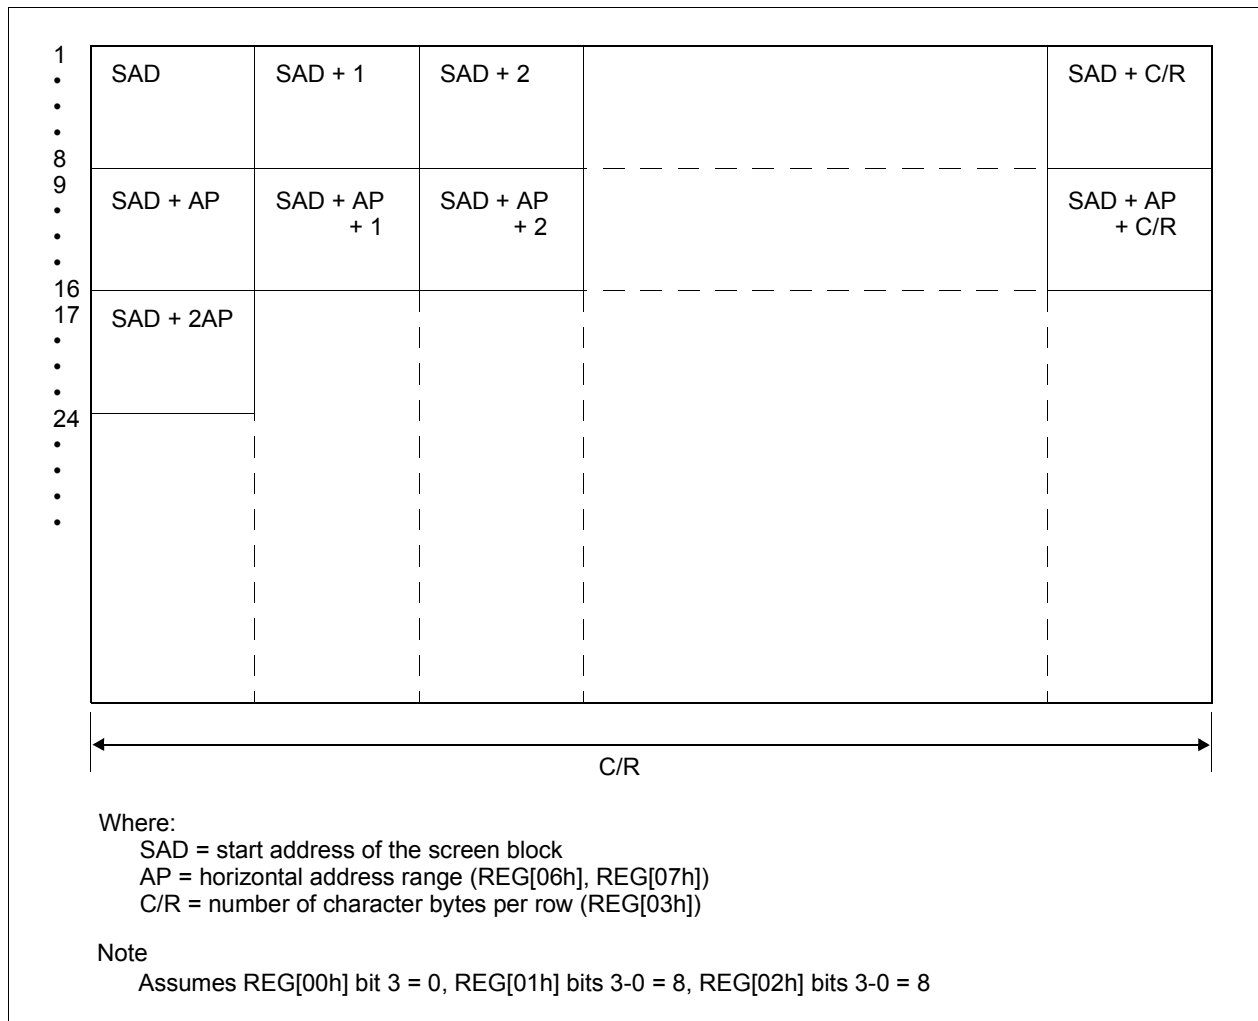 1
SAD SAD + 1 SAD + 2 SAD + C/R
•
•
•
8
9
SAD + AP SAD + AP SAD + AP SAD + AP
+ 1 + 2 + C/R
•
•
•
16
17
SAD + 2AP
•
•
•
24
•
•
•
•
C/R
Where:
SAD = start address of the screen block
AP = horizontal address range (REG[06h], REG[07h])
C/R = number of character bytes per row (REG[03h])
Note
Assumes REG[00h] bit 3 = 0, REG[01h] bits 3-0 = 8, REG[02h] bits 3-0 = 8